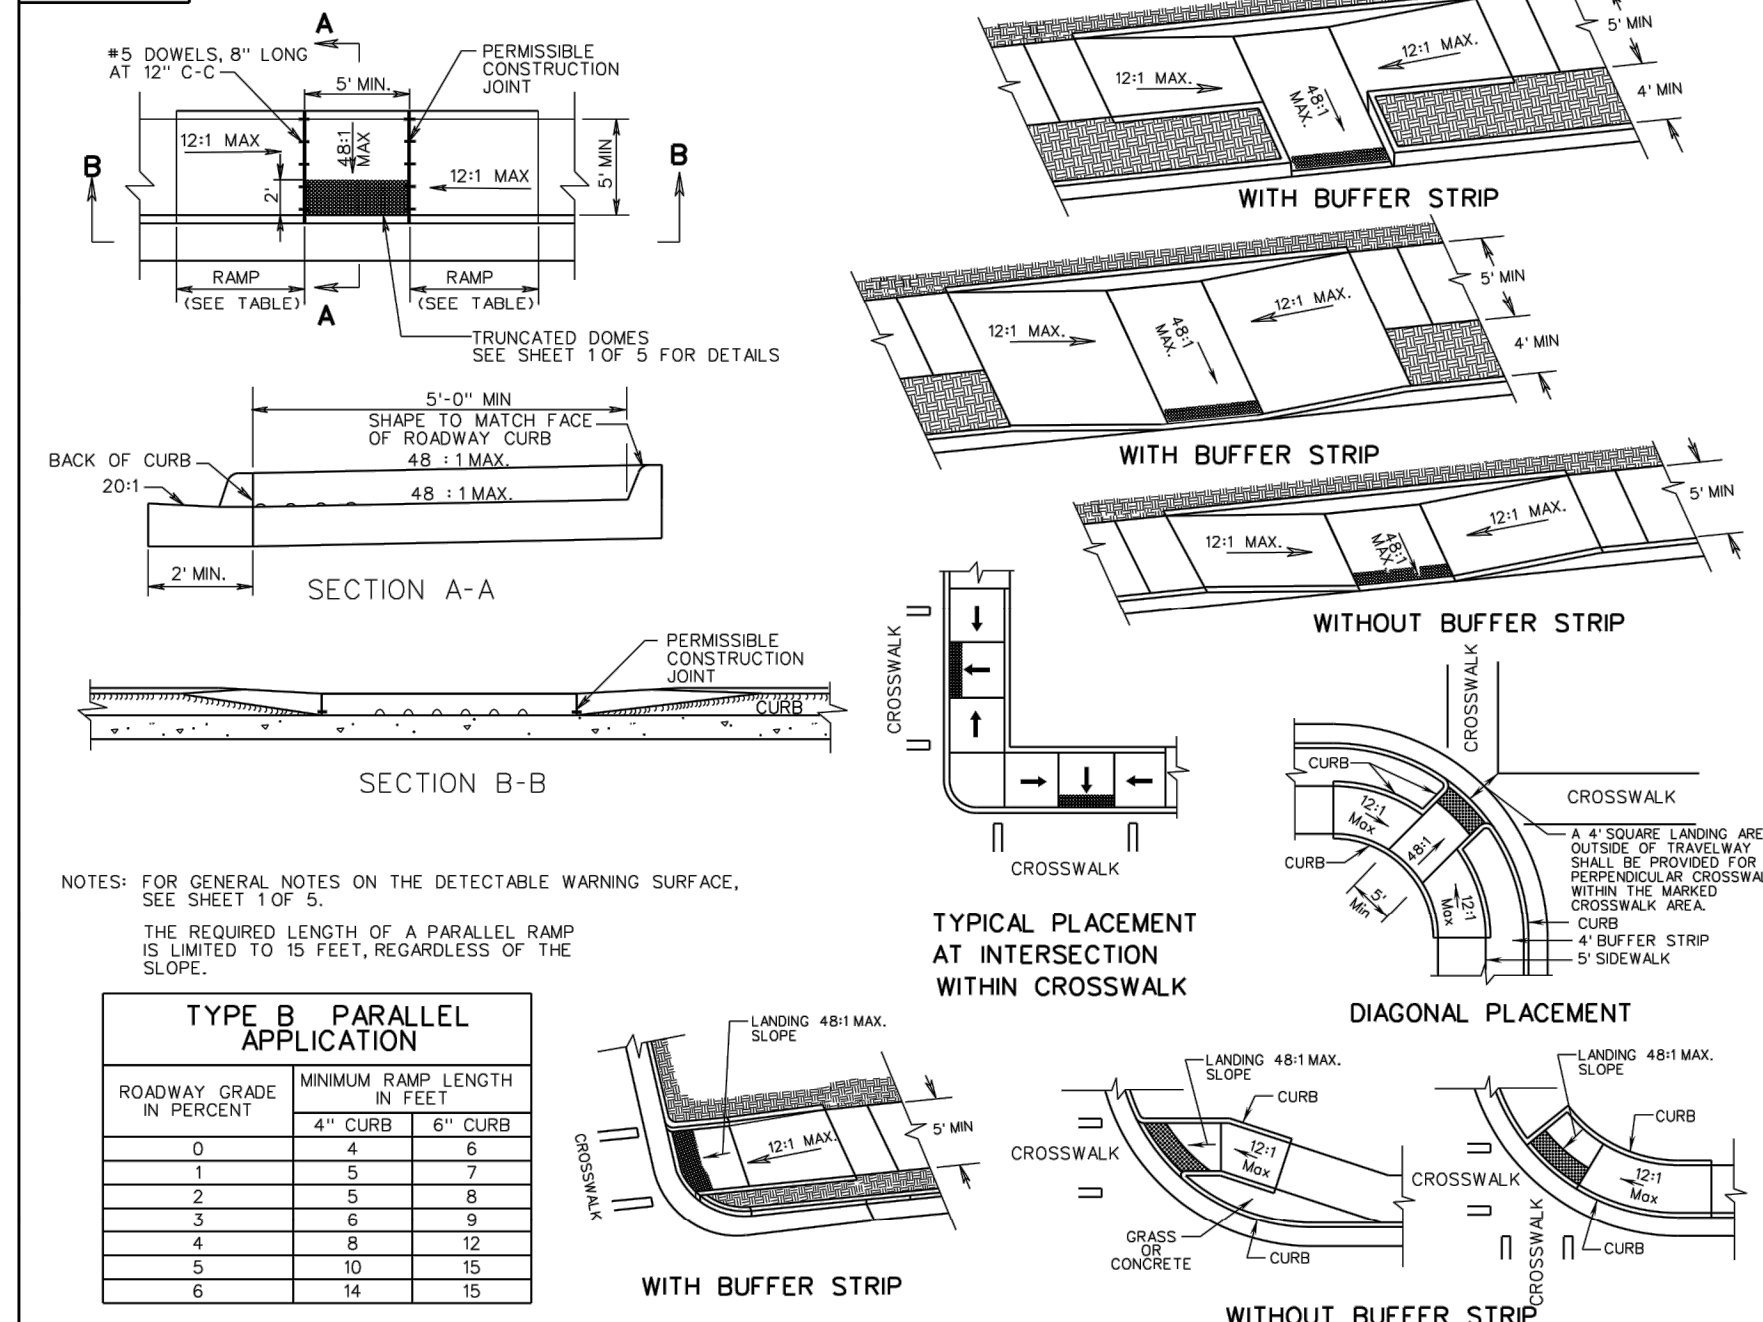 A
#5 DOWELS, 8" LONG
AT 12" C-C
PERMISSIBLE
CONSTRUCTION
JOINT
5' MIN.
12:1 MAX
48:1
MAX
12:1 MAX
2'
5' MIN
B
B
RAMP
(SEE TABLE)
RAMP
(SEE TABLE)
A
TRUNCATED DOMES
SEE SHEET 1 OF 5 FOR DETAILS
5'-0" MIN
SHAPE TO MATCH FACE
OF ROADWAY CURB
BACK OF CURB
48 : 1 MAX.
20:1
48 : 1 MAX.
2' MIN.
SECTION A-A
PERMISSIBLE
CONSTRUCTION
JOINT
CURB
SECTION B-B
NOTES: FOR GENERAL NOTES ON THE DETECTABLE WARNING SURFACE,
SEE SHEET 1 OF 5.
THE REQUIRED LENGTH OF A PARALLEL RAMP
IS LIMITED TO 15 FEET, REGARDLESS OF THE
SLOPE.
TYPE B PARALLEL
APPLICATION
ROADWAY GRADE
IN PERCENT
MINIMUM RAMP LENGTH
IN FEET
4" CURB 6" CURB
0 4 6
1 5 7
2 5 8
3 6 9
4 8 12
5 10 15
6 14 15
12:1 MAX.
12:1 MAX.
48:1
MAX.
5' MIN
4' MIN
WITH BUFFER STRIP
12:1 MAX.
48:1
MAX.
12:1 MAX.
5' MIN
4' MIN
WITH BUFFER STRIP
12:1 MAX.
48:1
MAX.
12:1 MAX.
5' MIN
WITHOUT BUFFER STRIP
CROSSWALK
CROSSWALK
TYPICAL PLACEMENT
AT INTERSECTION
WITHIN CROSSWALK
CROSSWALK
CROSSWALK
CURB
12:1
Max
48:1
CURB
5'
Min
12:1
Max
A 4' SQUARE LANDING ARE
OUTSIDE OF TRAVELWAY
SHALL BE PROVIDED FOR
PERPENDICULAR CROSSWAL
WITHIN THE MARKED
CROSSWALK AREA.
CURB
4' BUFFER STRIP
5' SIDEWALK
DIAGONAL PLACEMENT
LANDING 48:1 MAX.
SLOPE
12:1 MAX.
5' MIN
CROSSWALK
WITH BUFFER STRIP
LANDING 48:1 MAX.
SLOPE
CURB
CROSSWALK
12:1
Max
GRASS
OR
CONCRETE
CURB
LANDING 48:1 MAX.
SLOPE
CURB
CROSSWALK
12:1
Max
CROSSWALK
CURB
WITHOUT BUFFER STRIP